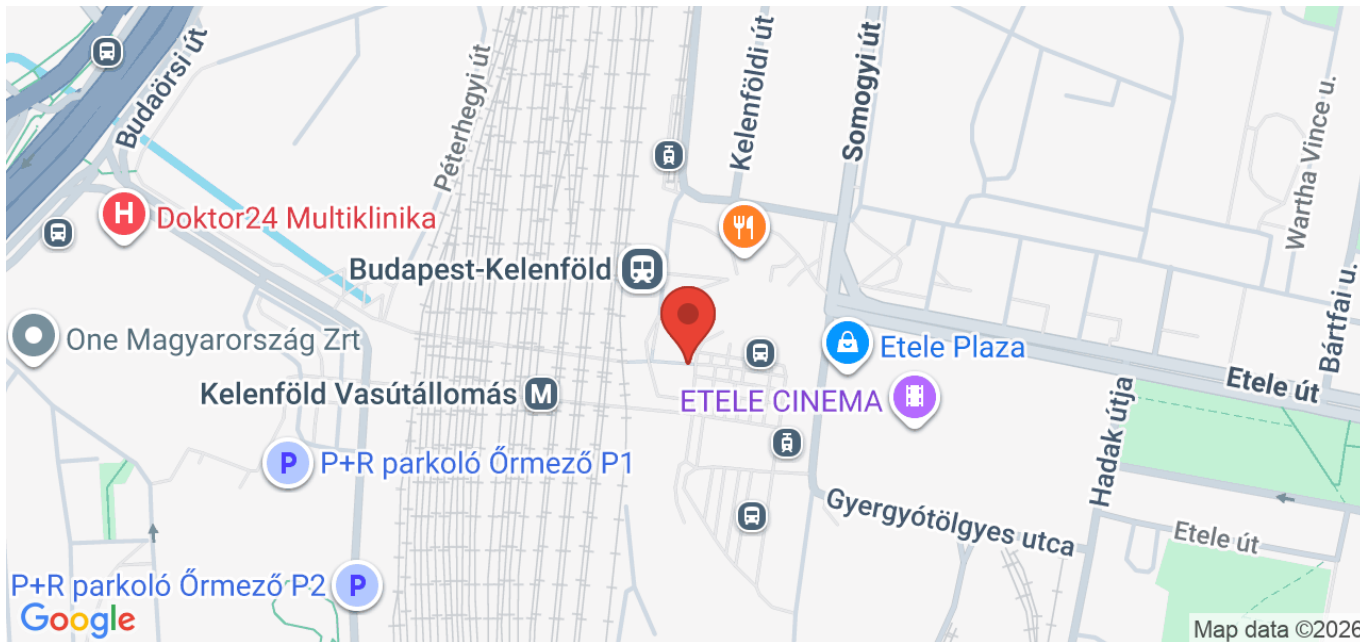 Budaörsi út
Péterhegyi út
Kelenföldi út
Somogyi út
Wartha Vince u.
H
Doktor24 Multiklinika
Budapest-Kelenföld
Bártfai u.
One Magyarország Zrt
Etele Plaza
Kelenföld Vasútállomás M
ETELE CINEMA
Etele út
Hadak útja
P P+R parkoló Őrmező P1
Gyergyótölgyes utca
Etele út
P+R parkoló Őrmező P2 P
Google
Map data ©2026